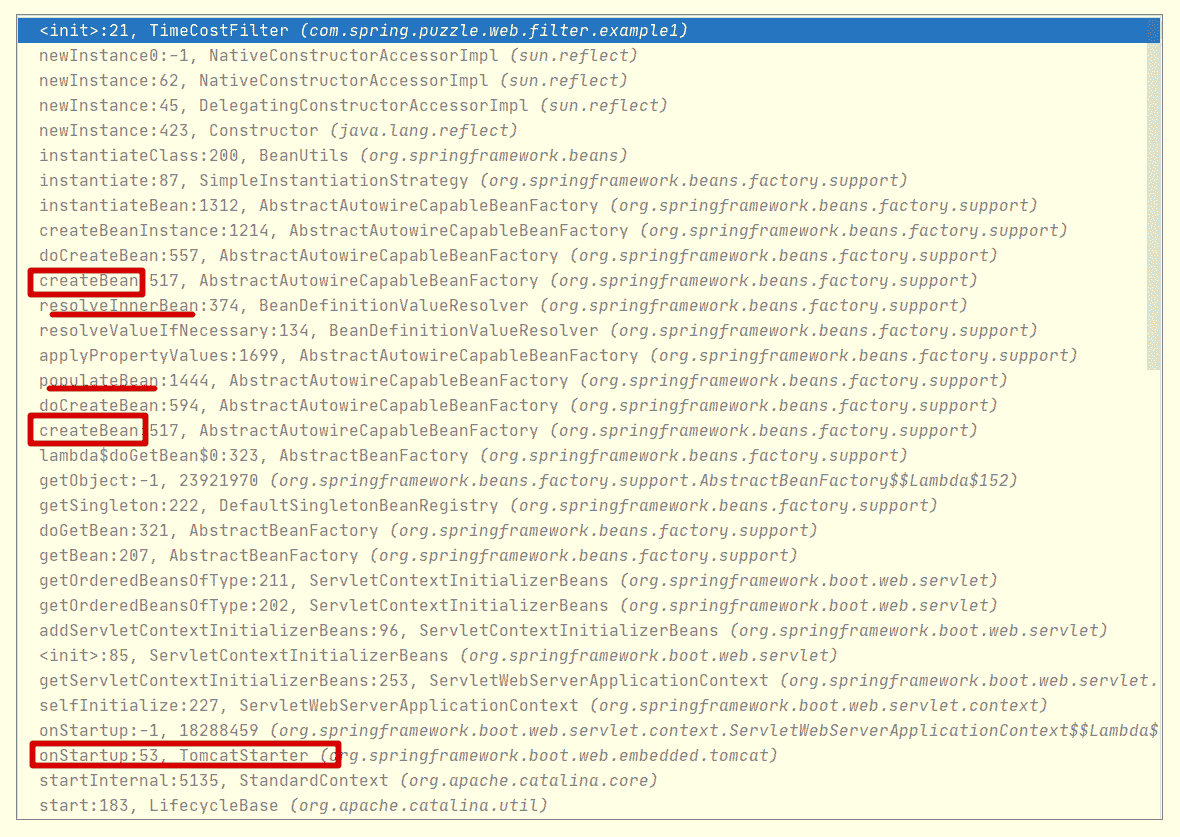 <init>:21, TimeCostFilter (com.spring.puzzle.web.filter.example1)
newInstance0:-1, NativeConstructorAccessorImpl (sun.reflect)
newInstance:62, NativeConstructorAccessorImpl (sun.reflect)
newInstance:45, DelegatingConstructorAccessorImpl (sun.reflect)
newInstance:423, Constructor (java.lang.reflect)
instantiateClass:200, BeanUtils (org.springframework.beans)
instantiate:87, SimpleInstantiationStrategy (org.springframework.beans.factory.support)
instantiateBean:1312, AbstractAutowireCapableBeanFactory (org.springframework.beans.factory.support)
createBeanInstance:1214, AbstractAutowireCapableBeanFactory (org.springframework.beans.factory.support)
doCreateBean:557, AbstractAutowireCapableBeanFactory (org.springframework.beans.factory.support)
createBean:517, AbstractAutowireCapableBeanFactory (org.springframework.beans.factory.support)
resolveInnerBean:374, BeanDefinitionValueResolver (org.springframework.beans.factory.support)
resolveValueIfNecessary:134, BeanDefinitionValueResolver (org.springframework.beans.factory.support)
applyPropertyValues:1699, AbstractAutowireCapableBeanFactory (org.springframework.beans.factory.support)
populateBean:1444, AbstractAutowireCapableBeanFactory (org.springframework.beans.factory.support)
doCreateBean:594, AbstractAutowireCapableBeanFactory (org.springframework.beans.factory.support)
createBean:517, AbstractAutowireCapableBeanFactory (org.springframework.beans.factory.support)
lambda$doGetBean$0:323, AbstractBeanFactory (org.springframework.beans.factory.support)
getObject:-1, 23921970 (org.springframework.beans.factory.support.AbstractBeanFactory$$Lambda$152)
getSingleton:222, DefaultSingletonBeanRegistry (org.springframework.beans.factory.support)
doGetBean:321, AbstractBeanFactory (org.springframework.beans.factory.support)
getBean:207, AbstractBeanFactory (org.springframework.beans.factory.support)
getOrderedBeansOfType:211, ServletContextInitializerBeans (org.springframework.boot.web.servlet)
getOrderedBeansOfType:202, ServletContextInitializerBeans (org.springframework.boot.web.servlet)
addServletContextInitializerBeans:96, ServletContextInitializerBeans (org.springframework.boot.web.servlet)
<init>:85, ServletContextInitializerBeans (org.springframework.boot.web.servlet)
getServletContextInitializerBeans:253, ServletWebServerApplicationContext (org.springframework.boot.web.servlet.
selfInitialize:227, ServletWebServerApplicationContext (org.springframework.boot.web.servlet.context)
onStartup:-1, 18288459 (org.springframework.boot.web.servlet.context.ServletWebServerApplicationContext$$Lambda$
onStartup:53, TomcatStarter (org.springframework.boot.web.embedded.tomcat)
startInternal:5135, StandardContext (org.apache.catalina.core)
start:183, LifecycleBase (org.apache.catalina.util)